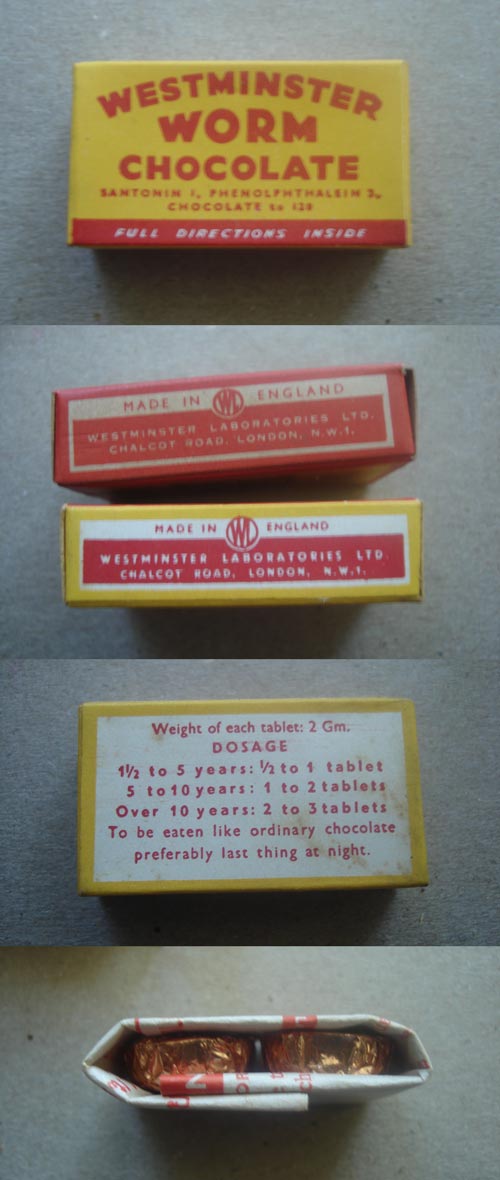 WESTMINSTER
WORM
CHOCOLATE
SANTONIN 1, PHENOLPHTHALEIN 3,
CHOCOLATE to 120
FULL DIRECTIONS INSIDE
MADE IN WL ENGLAND
WESTMINSTER LABORATORIES LTD.
CHALCOT ROAD, LONDON, N.W.1.
MADE IN WL ENGLAND
WESTMINSTER LABORATORIES LTD.
CHALCOT ROAD, LONDON, N.W.1.
Weight of each tablet: 2 Gm.
DOSAGE
1½ to 5 years: ½ to 1 tablet
5 to 10 years: 1 to 2 tablets
Over 10 years: 2 to 3 tablets
To be eaten like ordinary chocolate
preferably last thing at night.